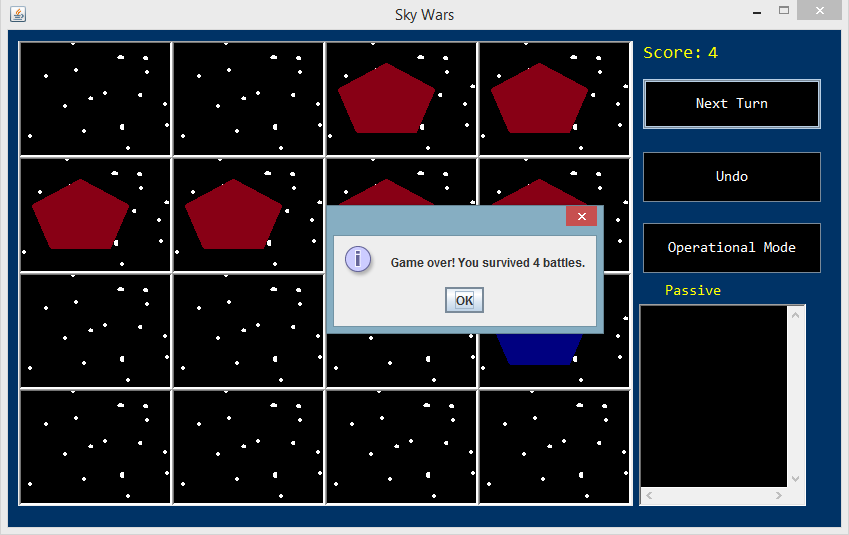 Sky Wars
Score: 4
Next Turn
Undo
Operational Mode
Passive
Game over! You survived 4 battles.
OK